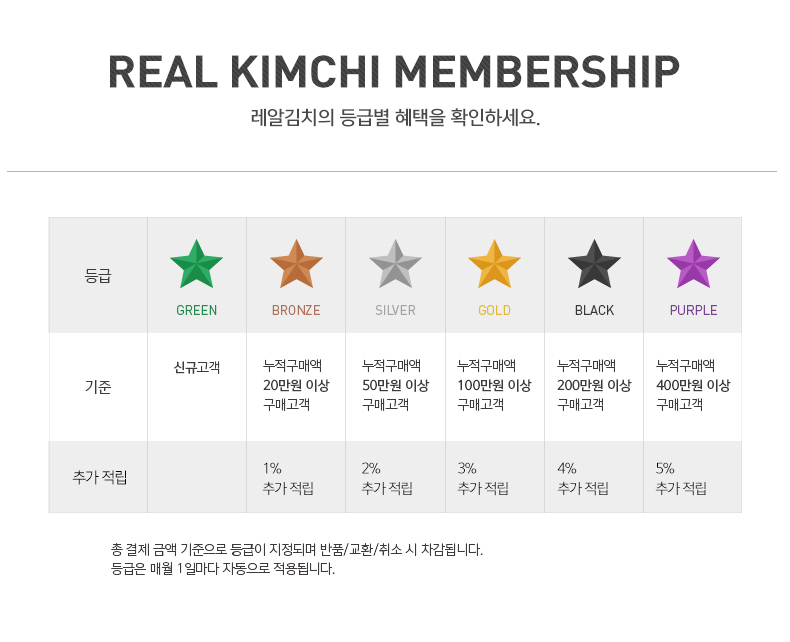 REAL KIMCHI MEMBERSHIP
레알김치의 등급별 혜택을 확인하세요.
등급
GREEN
BRONZE
SILVER
GOLD
BLACK
PURPLE
기준
신규고객
누적구매액
20만원 이상
구매고객
누적구매액
50만원 이상
구매고객
누적구매액
100만원 이상
구매고객
누적구매액
200만원 이상
구매고객
누적구매액
400만원 이상
구매고객
추가 적립
1%
추가 적립
2%
추가 적립
3%
추가 적립
4%
추가 적립
5%
추가 적립
총 결제 금액 기준으로 등급이 지정되며 반품/교환/취소 시 차감됩니다.
등급은 매월 1일마다 자동으로 적용됩니다.